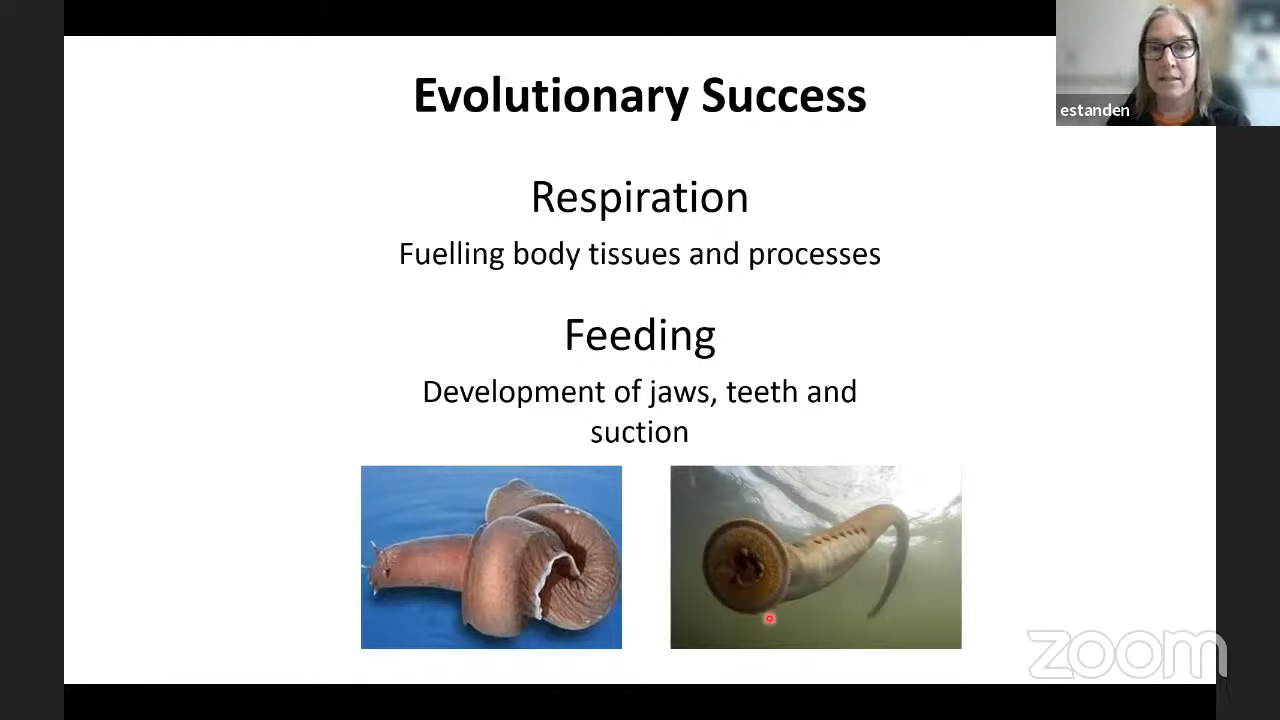 Evolutionary Success
estanden
Respiration
Fuelling body tissues and processes
Feeding
Development of jaws, teeth and
suction
zoom